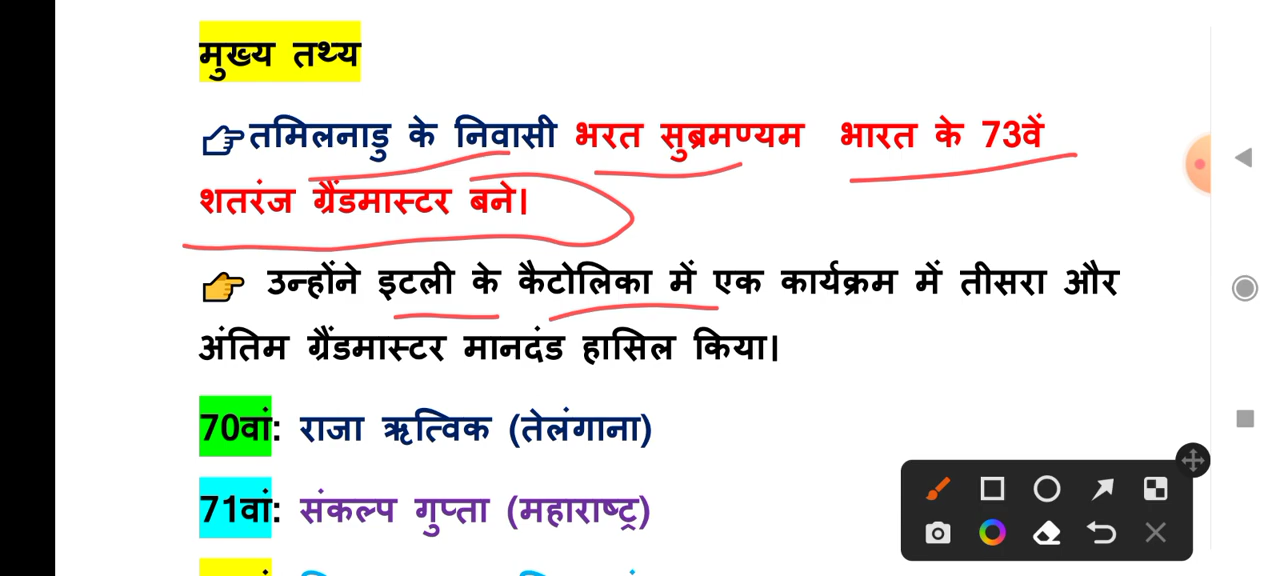 मुख्य तथ्य
तमिलनाडु के निवासी भरत सुब्रमण्यम भारत के 73वें
शतरंज ग्रैंडमास्टर बने।
उन्होंने इटली के कैटोलिका में एक कार्यक्रम में तीसरा और
अंतिम ग्रैंडमास्टर मानदंड हासिल किया।
70वां: राजा ऋत्विक (तेलंगाना)
71वां: संकल्प गुप्ता (महाराष्ट्र)